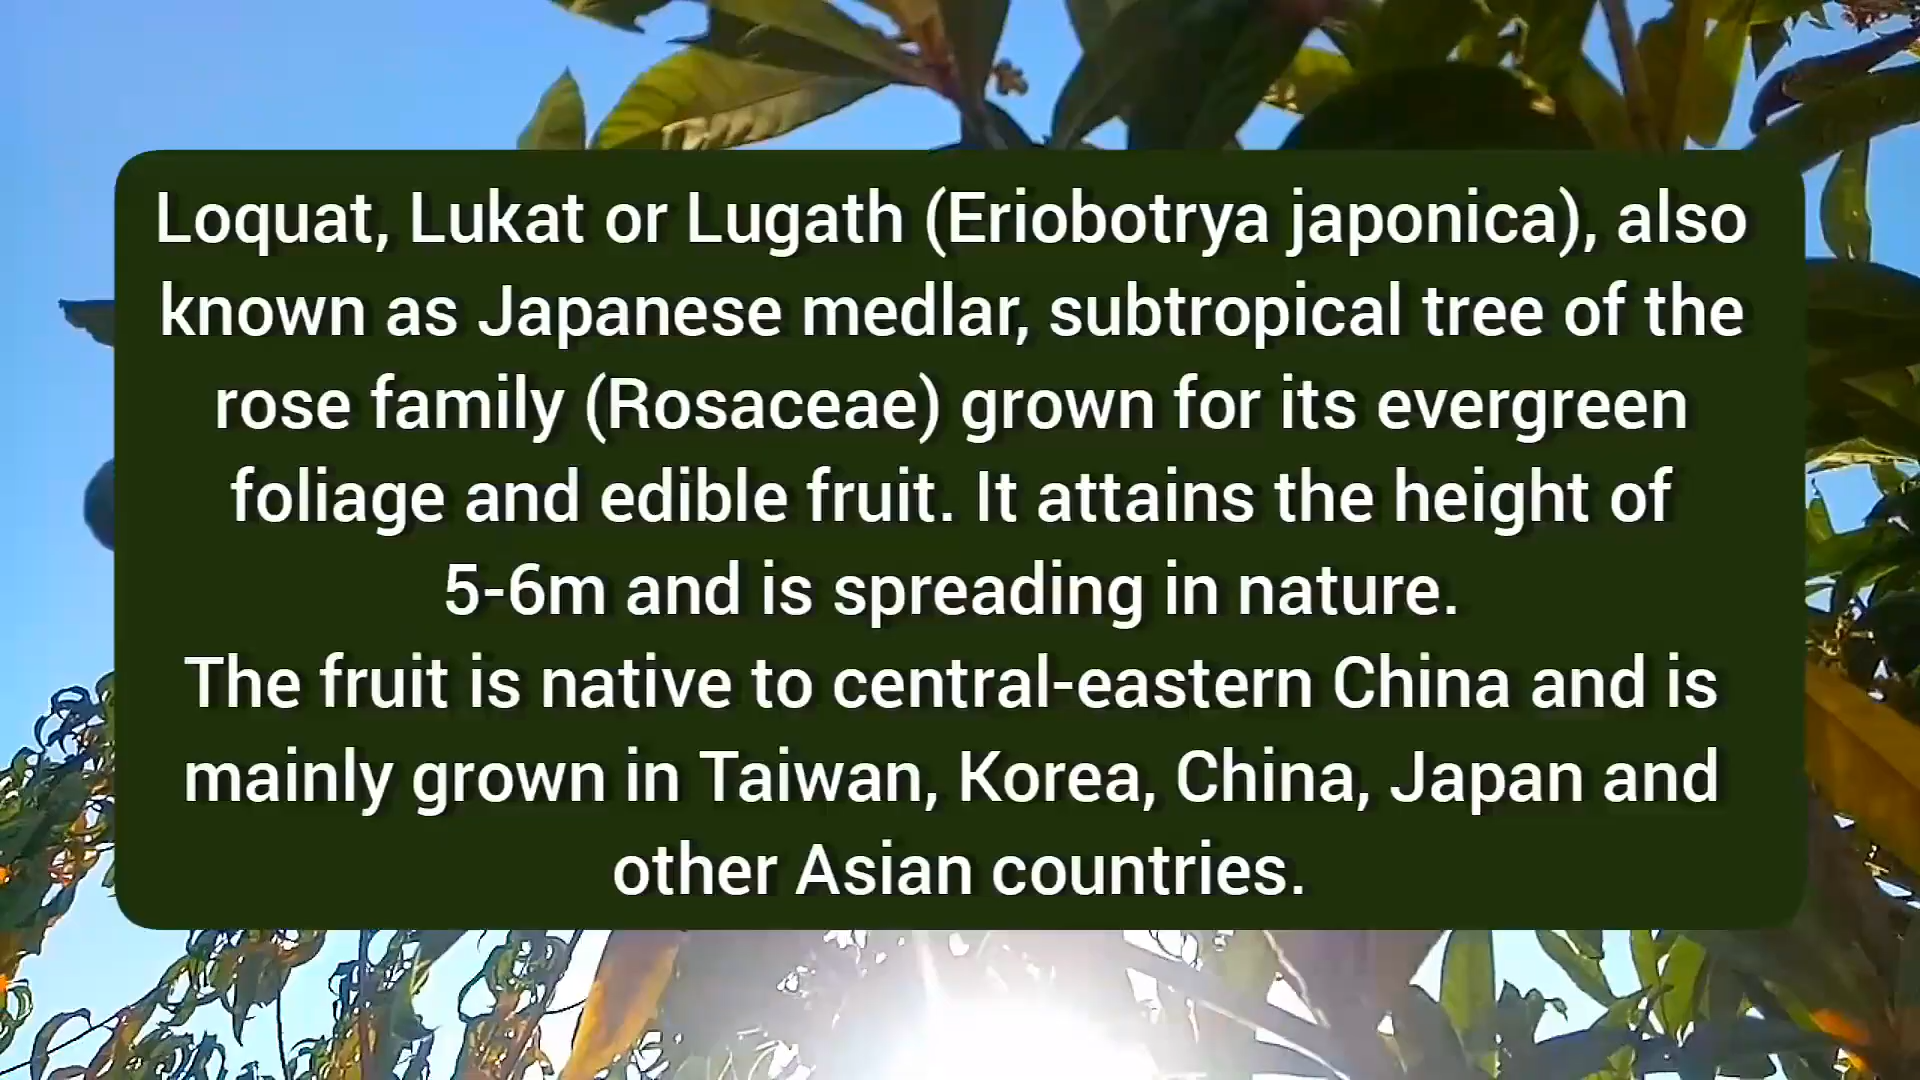 Loquat, Lukat or Lugath (Eriobotrya japonica), also
known as Japanese medlar, subtropical tree of the
rose family (Rosaceae) grown for its evergreen
foliage and edible fruit. It attains the height of
5-6m and is spreading in nature.
The fruit is native to central-eastern China and is
mainly grown in Taiwan, Korea, China, Japan and
other Asian countries.